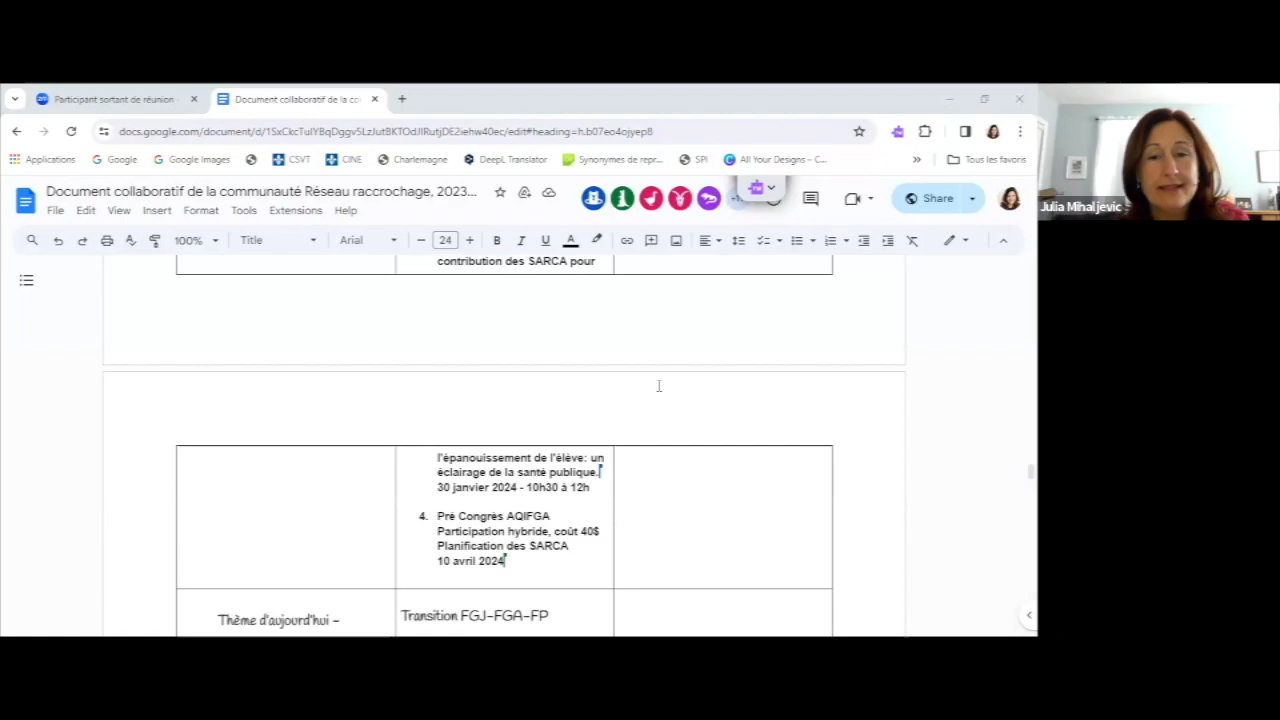 Participant sortant de réunion
Document collaboratif de la co
docs.google.com/document/d/1SxCkcTuIYBqDggv5LzJutBKTOdJIRutjDE2iehw40ec/edit#heading=h.b07eo4ojyep8
Applications
Google
Google Images
CSVT
CINE
Charlemagne
DeepL Translator
Synonymes de repr...
SPI
All Your Designs – C...
»
Tous les favoris
Document collaboratif de la communauté Réseau raccrochage, 2023...
Share
File Edit View Insert Format Tools Extensions Help
100% Title Arial 24 B I U A
contribution des SARCA pour
l'épanouissement de l'élève: un
éclairage de la santé publique.
30 janvier 2024 - 10h30 à 12h
4. Pré Congrès AQIFGA
Participation hybride, coût 40$
Planification des SARCA
10 avril 2024
Thème d'aujourd'hui –
Transition FGJ-FGA-FP
Julia Mihaljevic